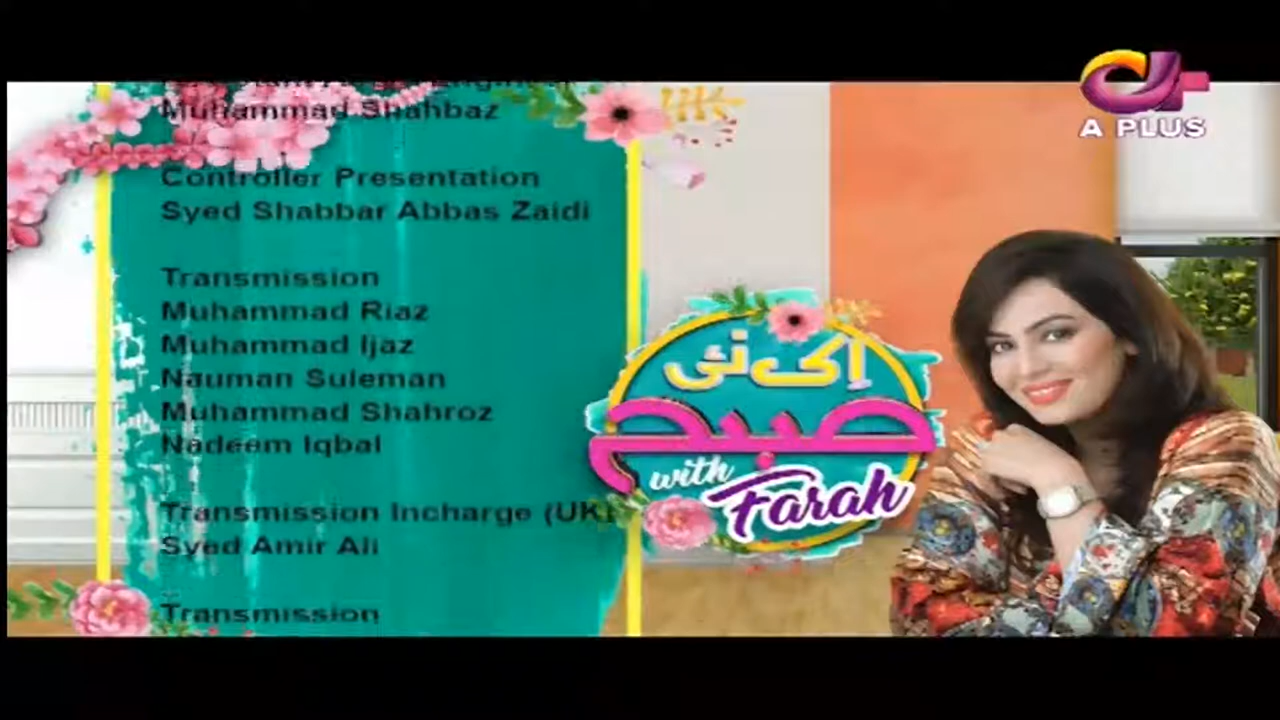 Muhammad Shahbaz
Controller Presentation
Syed Shabbar Abbas Zaidi
Transmission
Muhammad Riaz
Muhammad Ijaz
Nauman Suleman
Muhammad Shahroz
Nadeem Iqbal
Transmission Incharge (UK)
Syed Amir Ali
Transmission
A PLUS
اِک نئی
صبح
with
Farah